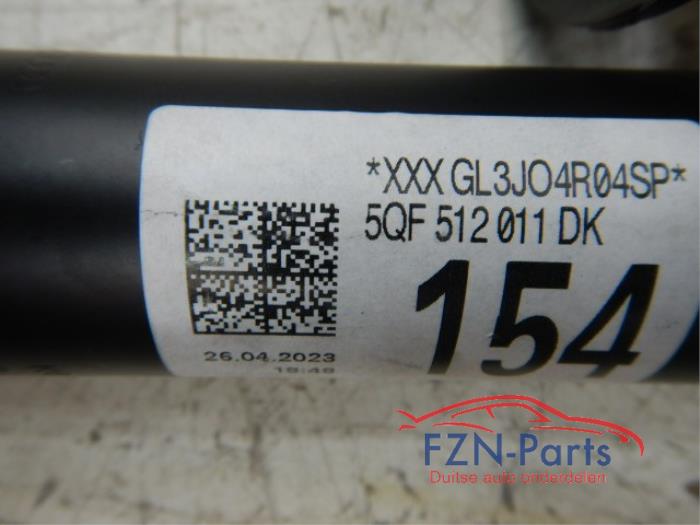 *XXX GL3JO4R04SP*
5QF 512 011 DK
154
26.04.2023
FZN-Parts
Duitse auto onderdelen